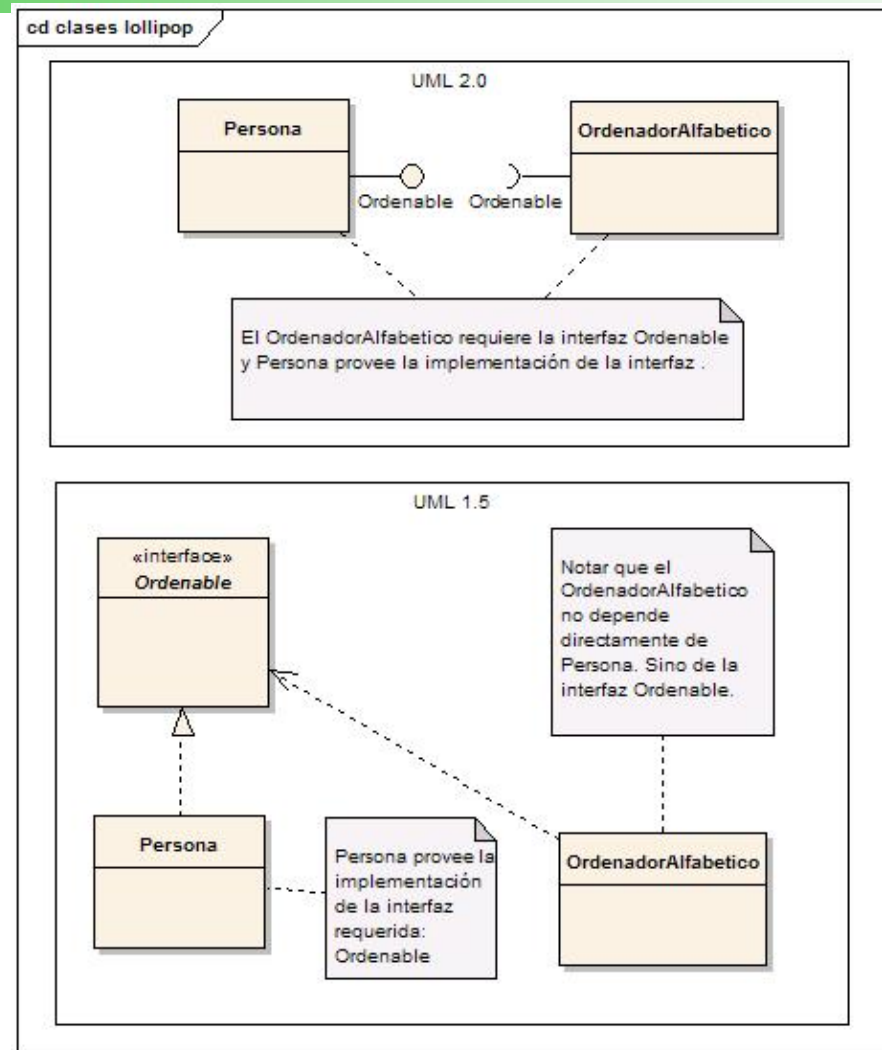 cd clases lollipop
UML 2.0
Persona
OrdenadorAlfabetico
Ordenable
Ordenable
El OrdenadorAlfabetico requiere la interfaz Ordenable
y Persona provee la implementación de la interfaz .
UML 1.5
«interface»
Ordenable
Notar que el
OrdenadorAlfabetico
no depende
directamente de
Persona. Sino de la
interfaz Ordenable.
Persona
Persona provee la
implementación
de la interfaz
requerida:
Ordenable
OrdenadorAlfabetico